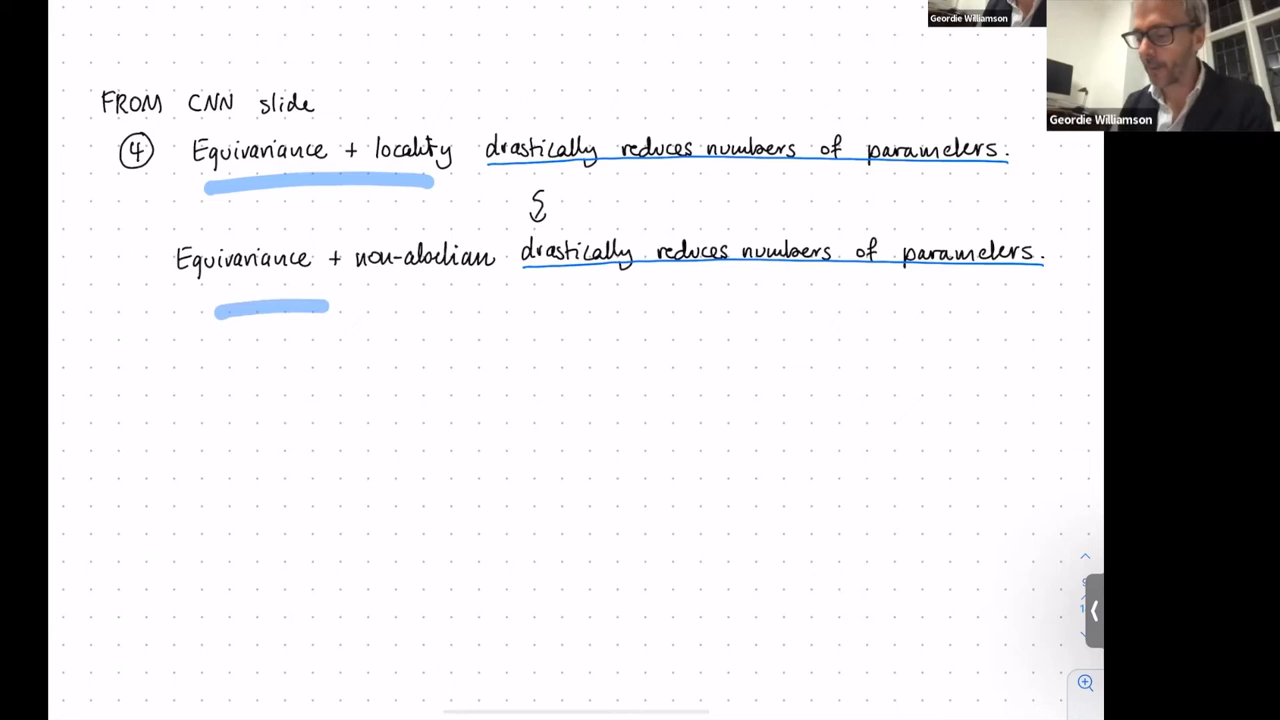 Geordie Williamson
Geordie Williamson
FROM CNN slide
④ Equivariance + locality drastically reduces numbers of parameters.
Equivariance + non-abelian drastically reduces numbers of parameters.